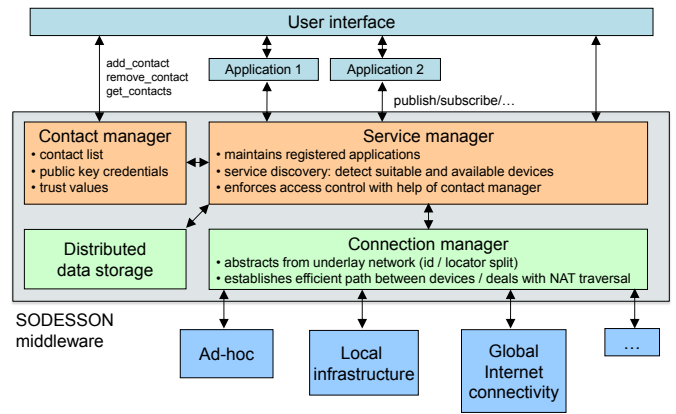 User interface
add_contact
remove_contact
get_contacts
Application 1
Application 2
publish/subscribe/…
Contact manager
• contact list
• public key credentials
• trust values
Service manager
• maintains registered applications
• service discovery: detect suitable and available devices
• enforces access control with help of contact manager
Distributed
data storage
Connection manager
• abstracts from underlay network (id / locator split)
• establishes efficient path between devices / deals with NAT traversal
SODESSON
middleware
Ad-hoc
Local
infrastructure
Global
Internet
connectivity
…